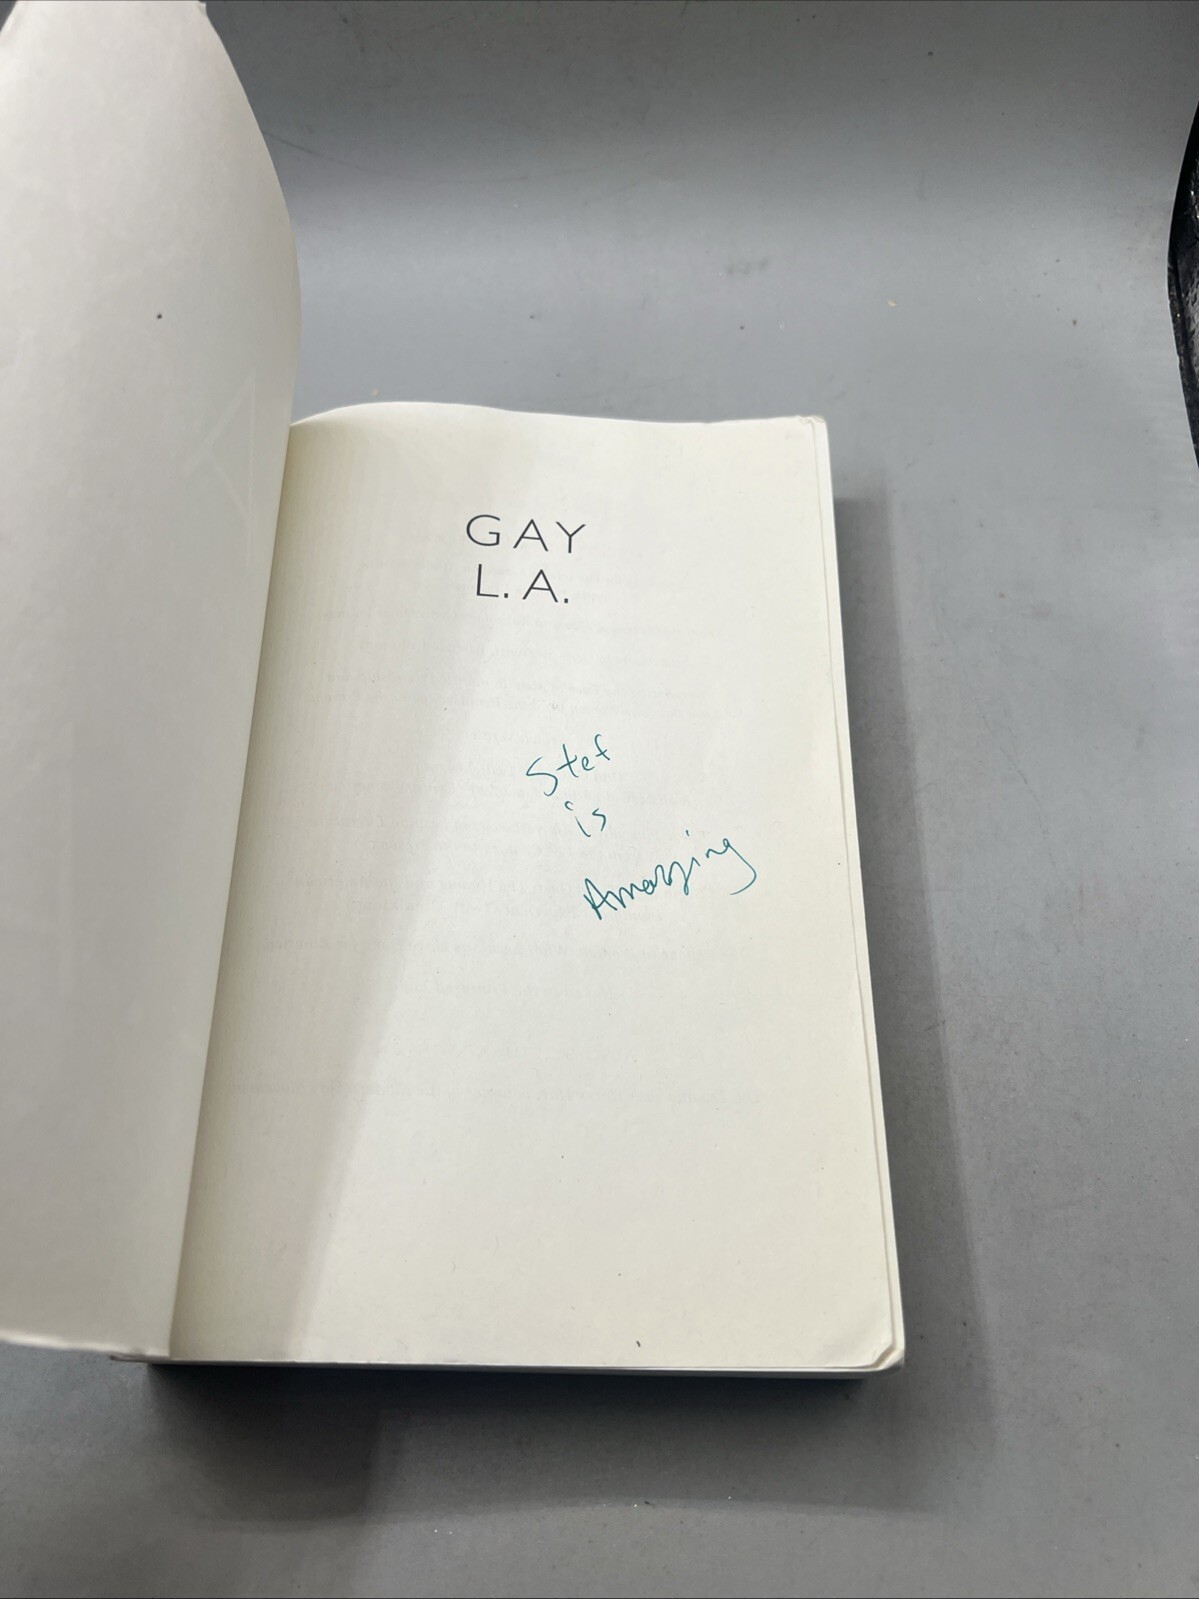 GAY
L.A.
Stef
is
Amazing